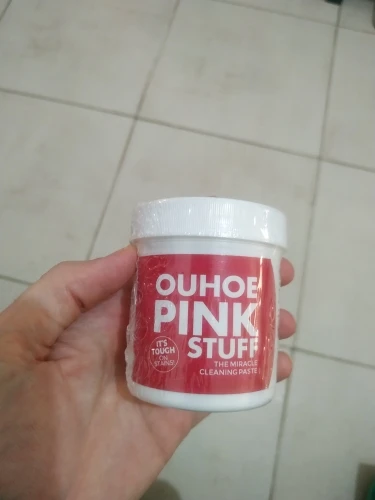 OUHOE
PINK
STUFF
IT'S
TOUGH
ON
STAINS!
THE MIRACLE
CLEANING PASTE